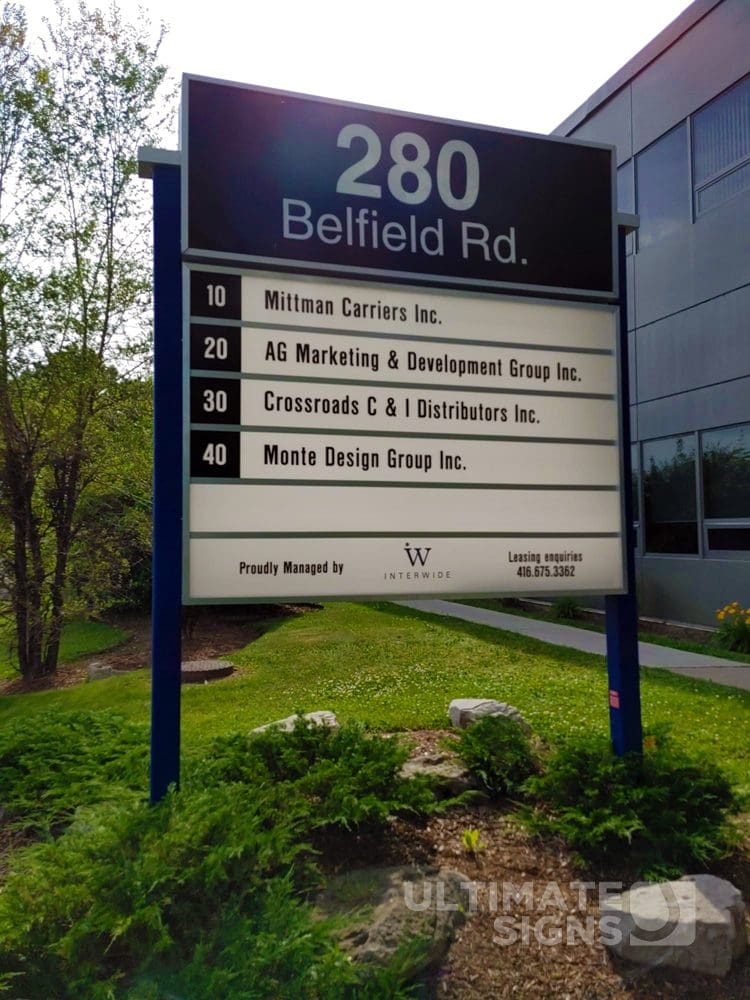 280
Belfield Rd.
10 Mittman Carriers Inc.
20 AG Marketing & Development Group Inc.
30 Crossroads C & I Distributors Inc.
40 Monte Design Group Inc.
Proudly Managed by
iW
INTERWIDE
Leasing enquiries
416.675.3362
ULTIMATE
SIGNS